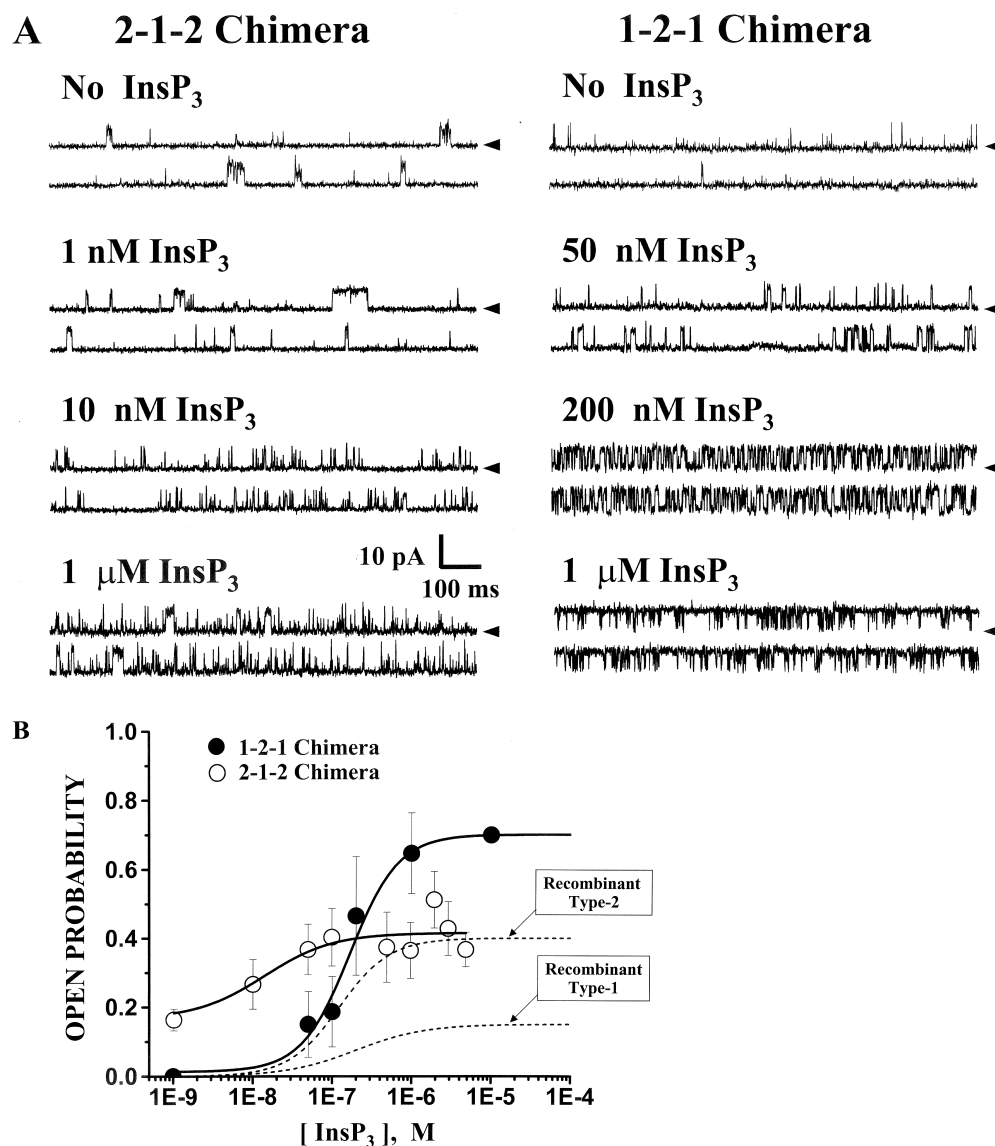 A
2-1-2 Chimera
1-2-1 Chimera
No InsP3
No InsP3
1 nM InsP3
50 nM InsP3
10 nM InsP3
200 nM InsP3
10 pA
100 ms
1 μM InsP3
1 μM InsP3
B
1-2-1 Chimera
2-1-2 Chimera
OPEN PROBABILITY
1.0
0.8
0.6
0.4
0.2
0.0
Recombinant
Type-2
Recombinant
Type-1
1E-9 1E-8 1E-7 1E-6 1E-5 1E-4
[ InsP3 ], M